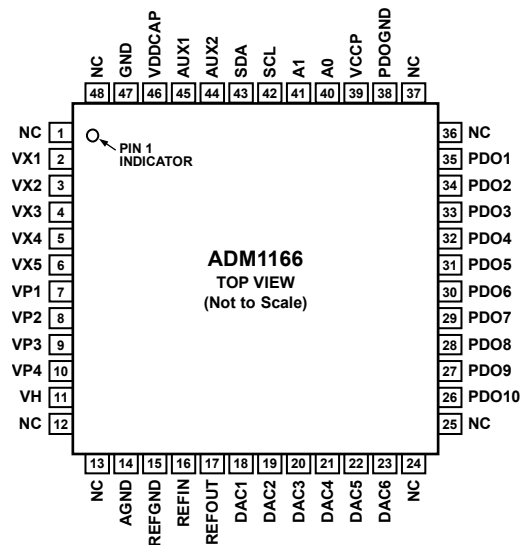 NC
GND
VDDCAP
AUX1
AUX2
SDA
SCL
A1
A0
VCCP
PDOGND
NC
48 47 46 45 44 43 42 41 40 39 38 37
NC 1
VX1 2
VX2 3
VX3 4
VX4 5
VX5 6
VP1 7
VP2 8
VP3 9
VP4 10
VH 11
NC 12
PIN 1
INDICATOR
ADM1166
TOP VIEW
(Not to Scale)
36 NC
35 PDO1
34 PDO2
33 PDO3
32 PDO4
31 PDO5
30 PDO6
29 PDO7
28 PDO8
27 PDO9
26 PDO10
25 NC
13 14 15 16 17 18 19 20 21 22 23 24
NC
AGND
REFGND
REFIN
REFOUT
DAC1
DAC2
DAC3
DAC4
DAC5
DAC6
NC